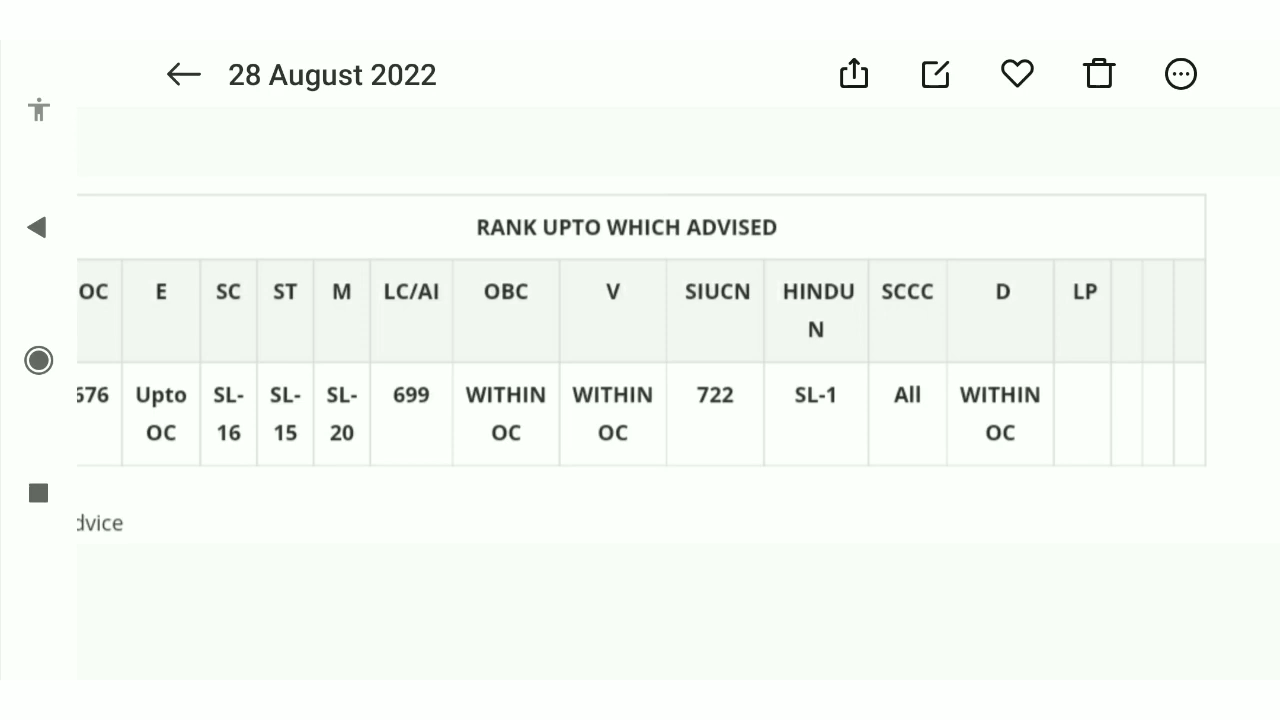 28 August 2022
RANK UPTO WHICH ADVISED
OC E SC ST M LC/AI OBC V SIUCN HINDU N SCCC D LP
676 Upto OC SL-16 SL-15 SL-20 699 WITHIN OC WITHIN OC 722 SL-1 All WITHIN OC
dvice